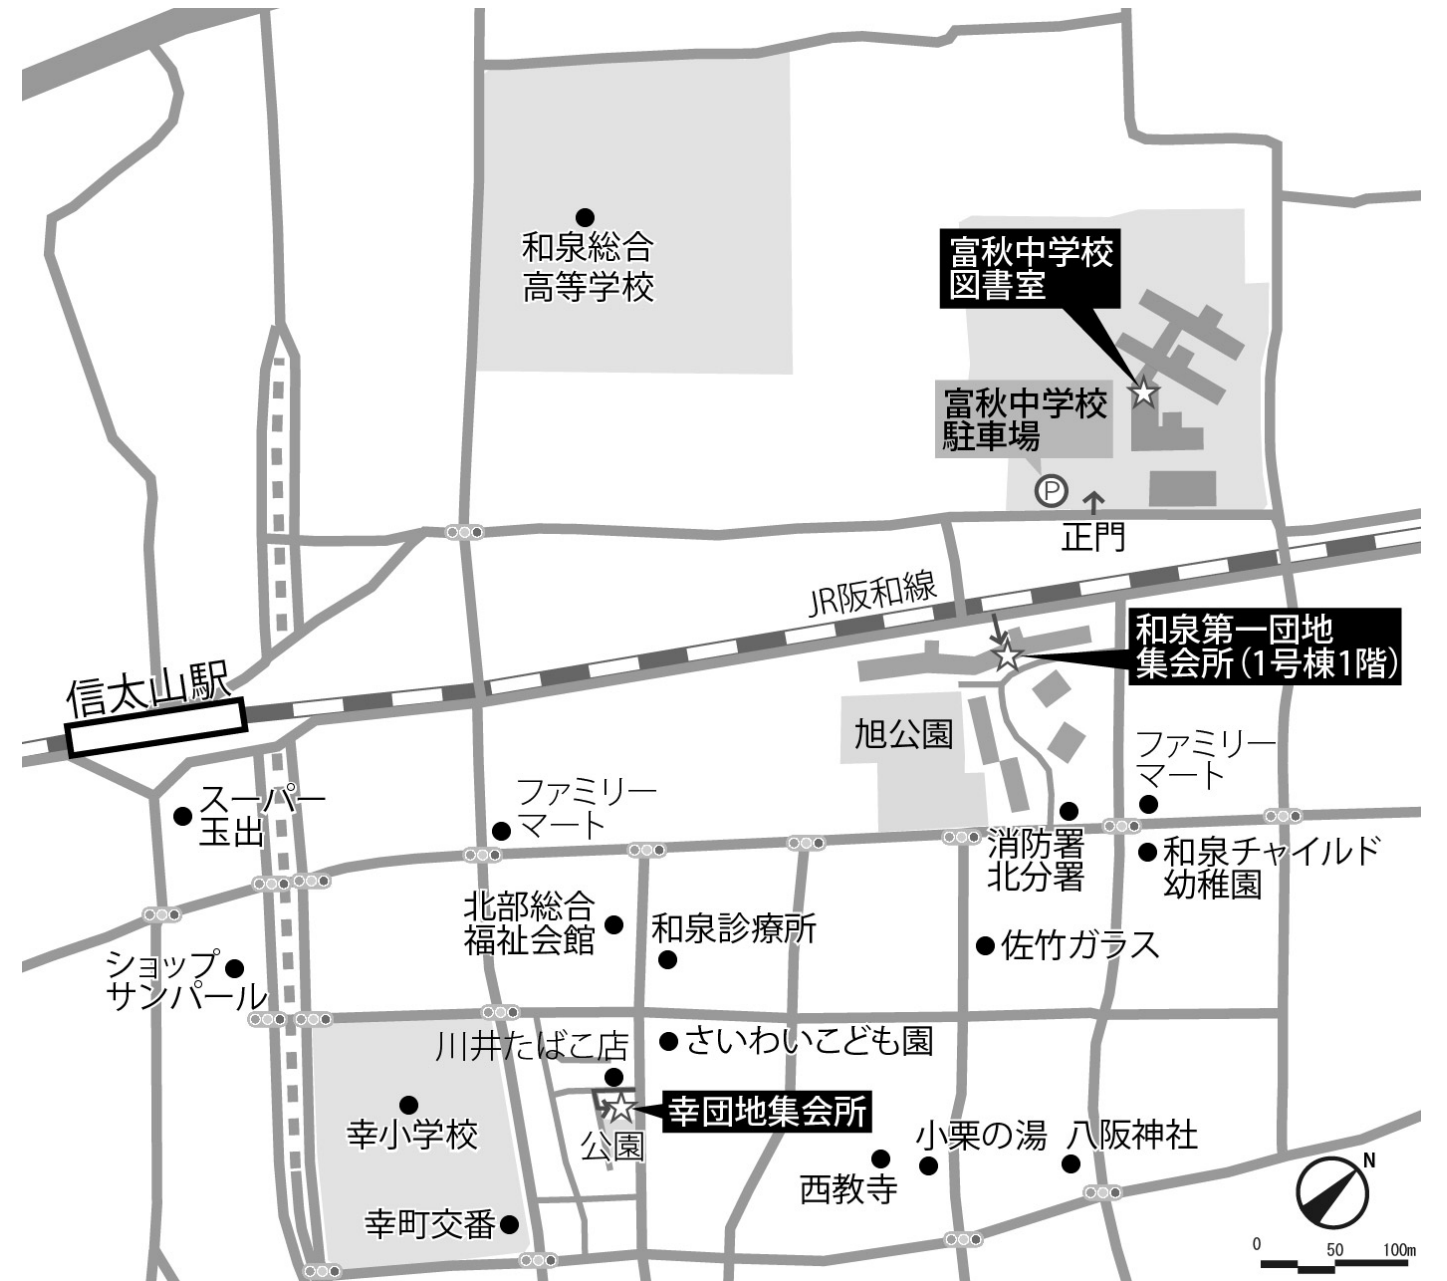 和泉総合
高等学校
富秋中学校
図書室
富秋中学校
駐車場
P
正門
JR阪和線
和泉第一団地
集会所(1号棟1階)
信太山駅
旭公園
ファミリー
マート
スーパー
玉出
ファミリー
マート
消防署
北分署
和泉チャイルド
幼稚園
北部総合
福祉会館
和泉診療所
佐竹ガラス
ショップ
サンパール
川井たばこ店
さいわいこども園
幸団地集会所
幸小学校
公園
小栗の湯
八阪神社
西教寺
幸町交番
N
0 50 100m